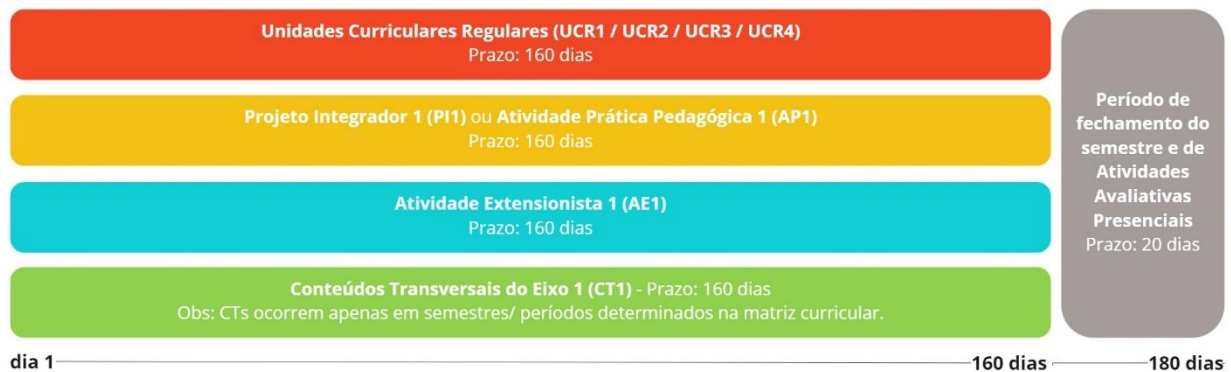 Unidades Curriculares Regulares (UCR1 / UCR2 / UCR3 / UCR4)
Prazo: 160 dias
Projeto Integrador 1 (PI1) ou Atividade Prática Pedagógica 1 (AP1)
Prazo: 160 dias
Atividade Extensionista 1 (AE1)
Prazo: 160 dias
Conteúdos Transversais do Eixo 1 (CT1) - Prazo: 160 dias
Obs: CTs ocorrem apenas em semestres/ períodos determinados na matriz curricular.
Período de
fechamento do
semestre e de
Atividades
Avaliativas
Presenciais
Prazo: 20 dias
dia 1
160 dias
180 dias